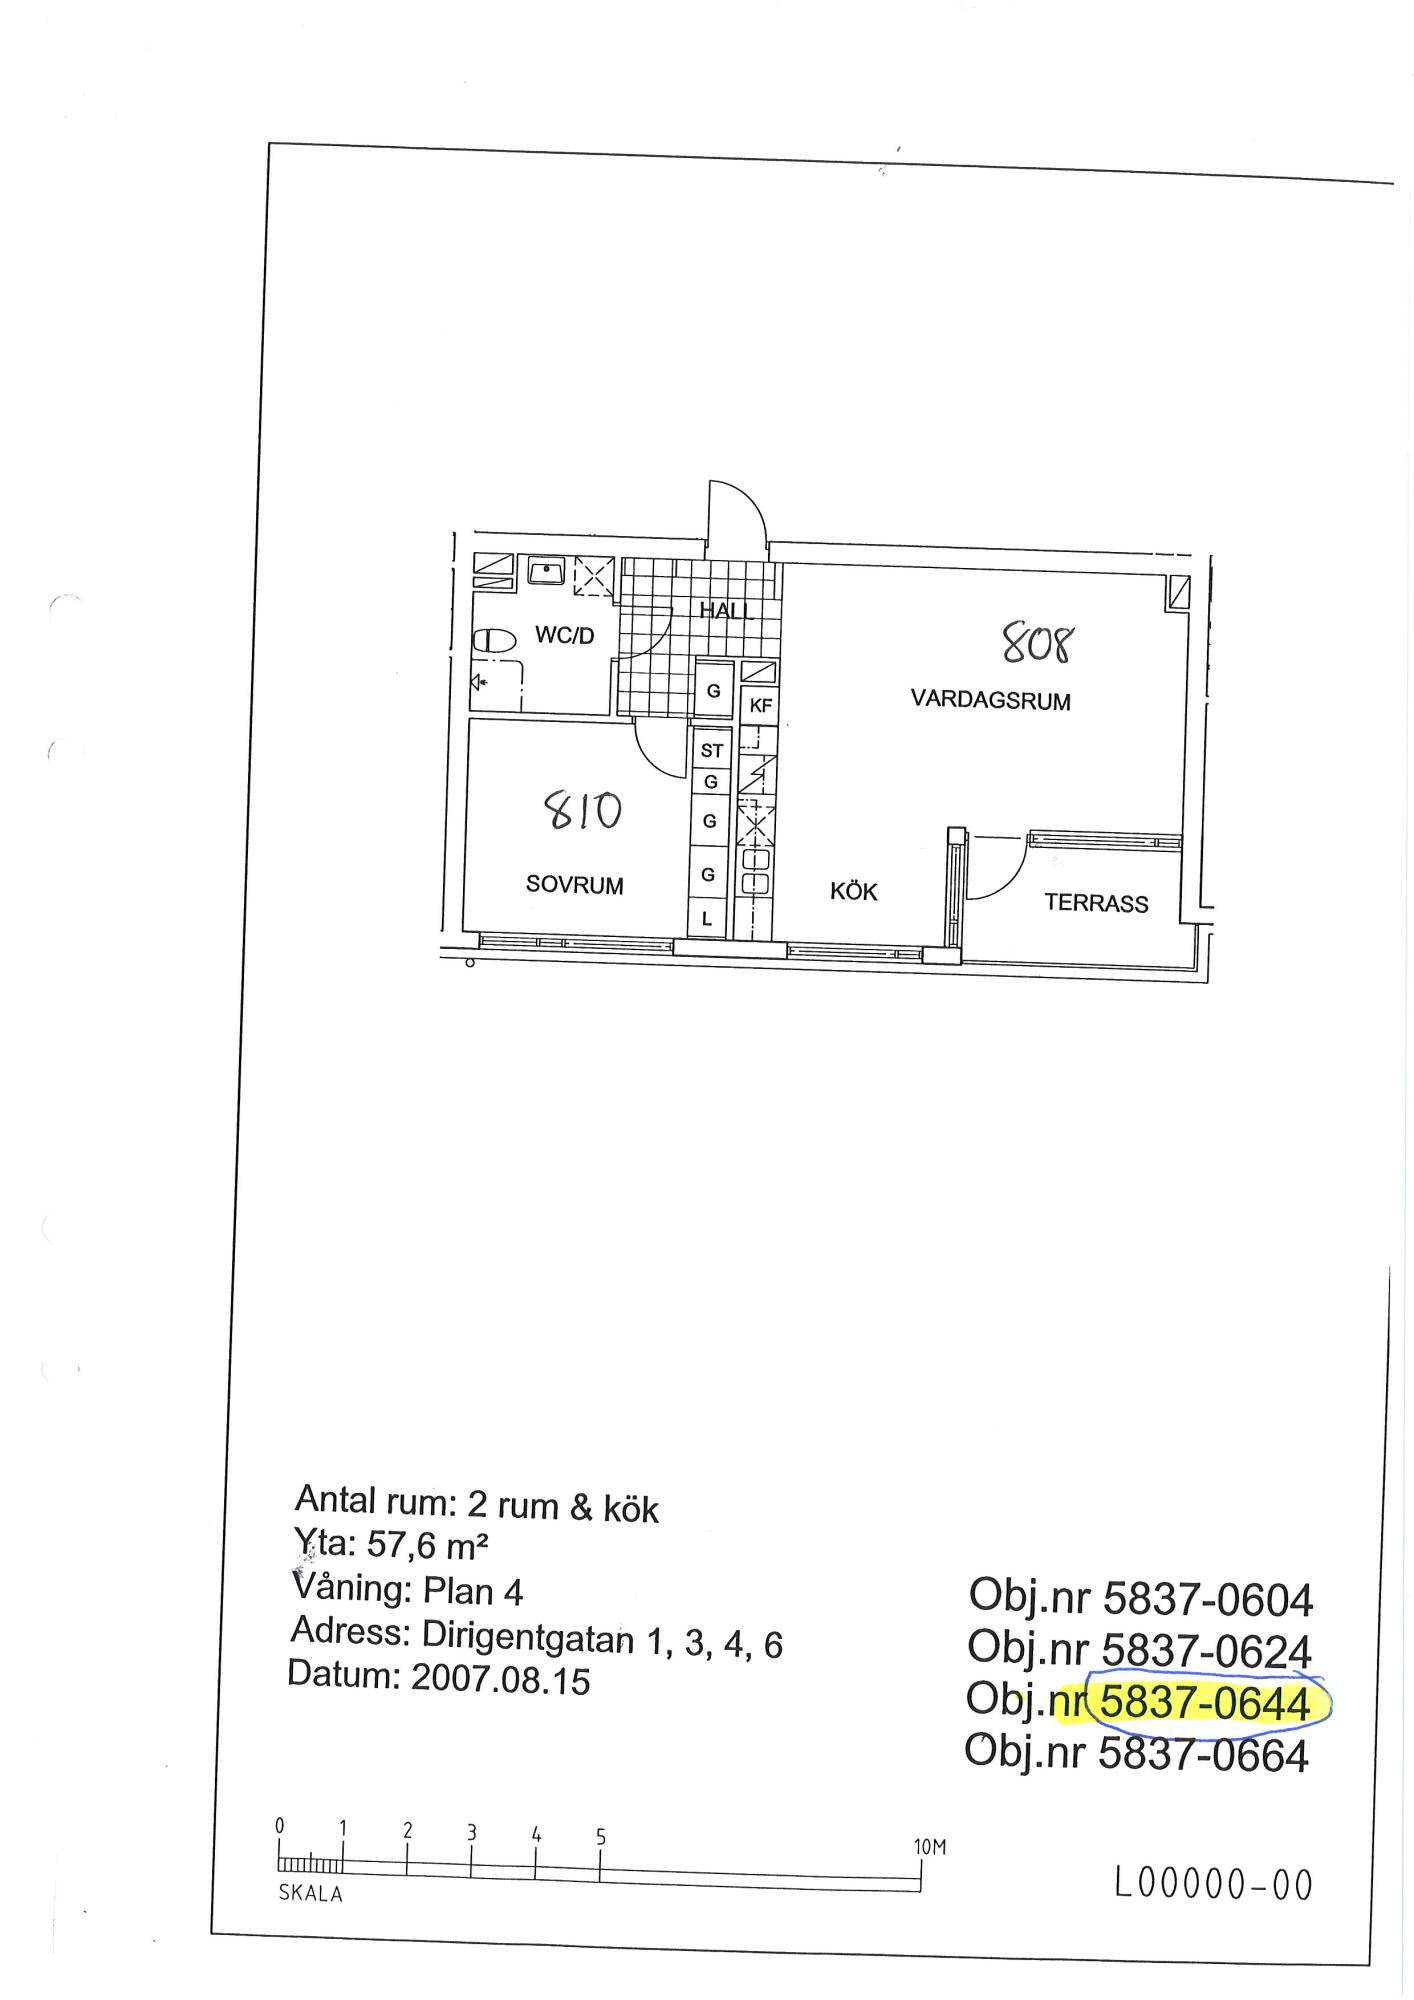 HALL
WC/D
808
VARDAGSRUM
G
KF
ST
G
810
G
G
SOVRUM
KÖK
TERRASS
L
Antal rum: 2 rum & kök
Yta: 57,6 m²
Våning: Plan 4
Adress: Dirigentgatan 1, 3, 4, 6
Datum: 2007.08.15
Obj.nr 5837-0604
Obj.nr 5837-0624
Obj.nr 5837-0644
Obj.nr 5837-0664
0 1 2 3 4 5 10M
SKALA
L00000-00